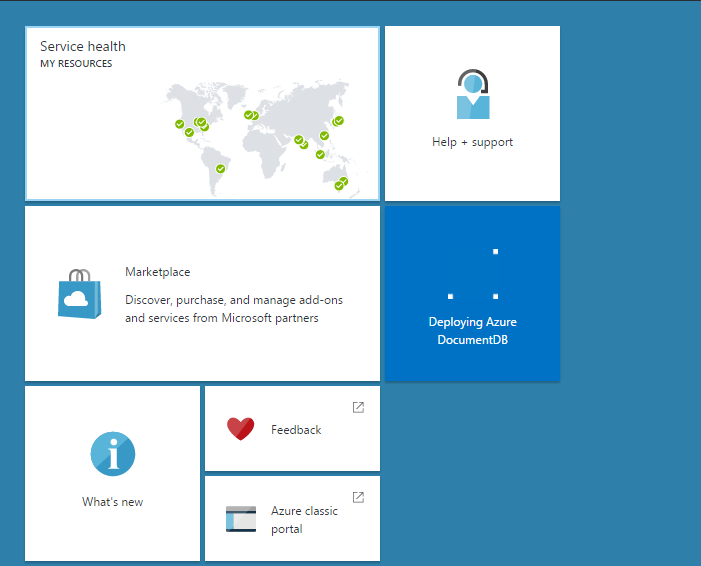 Service health
MY RESOURCES
Help + support
Marketplace
Discover, purchase, and manage add-ons
and services from Microsoft partners
Deploying Azure
DocumentDB
What's new
Feedback
Azure classic
portal